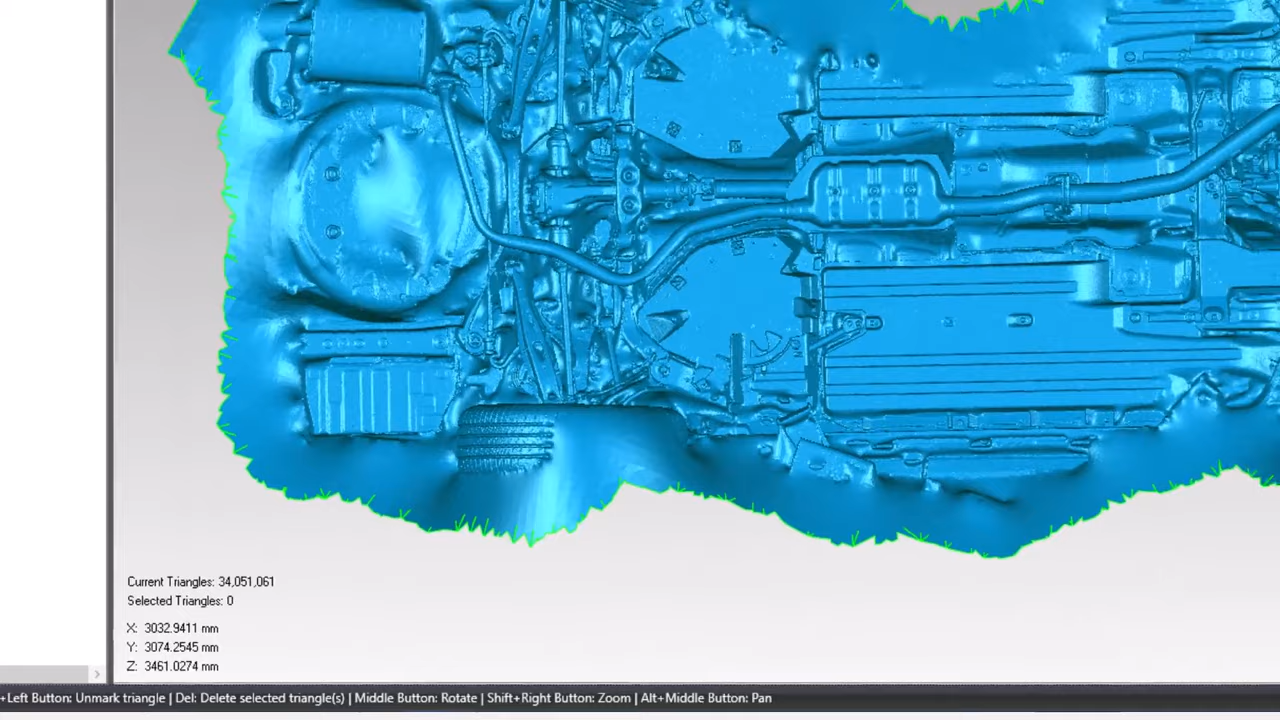 Current Triangles: 34,051,061
Selected Triangles: 0
X: 3032.9411 mm
Y: 3074.2545 mm
Z: 3461.0274 mm
+Left Button: Unmark triangle | Del: Delete selected triangle(s) | Middle Button: Rotate | Shift+Right Button: Zoom | Alt+Middle Button: Pan